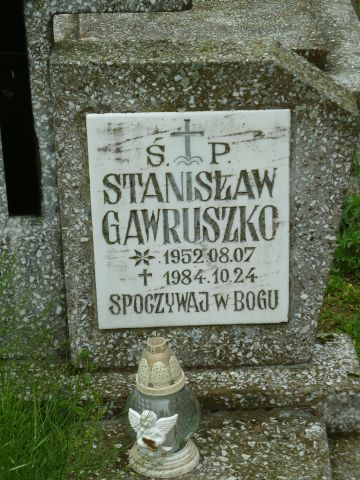 Ś. P.
STANISŁAW
GAWRUSZKO
* 1952.08.07
✝ 1984.10.24
SPOCZYWAJ W BOGU